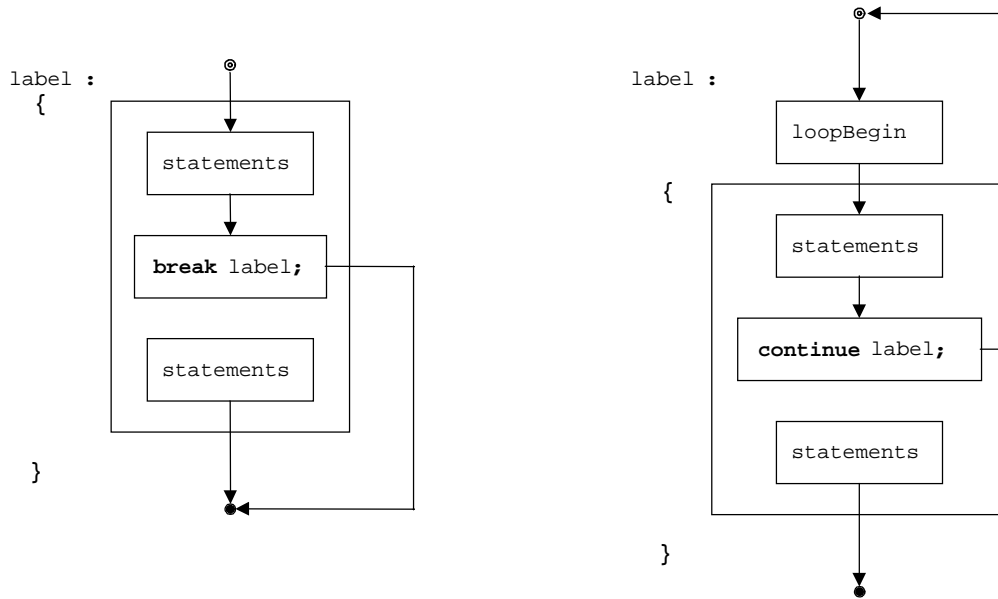 label :
{
statements
break label;
statements
}
label :
loopBegin
{
statements
continue label;
statements
}